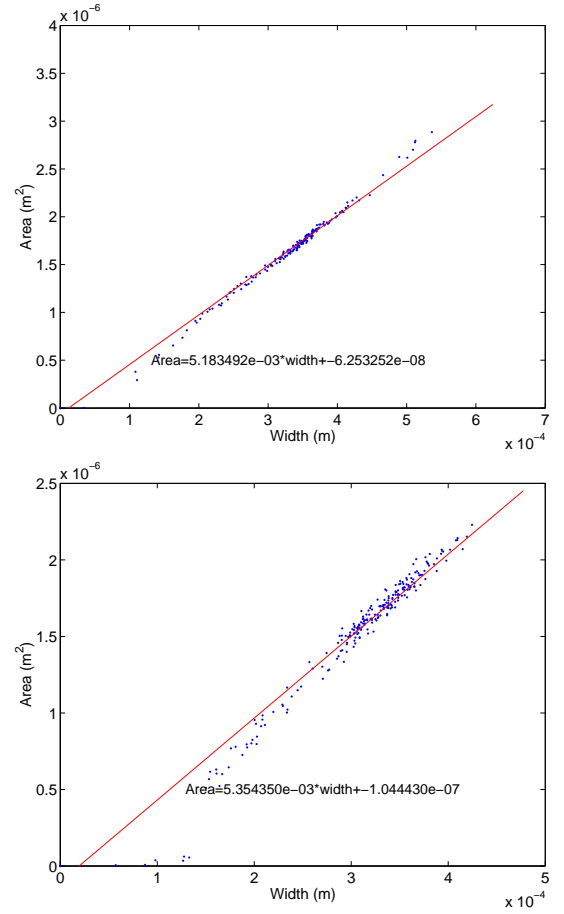 x 10⁻⁶
4
3.5
3
2.5
2
1.5
1
0.5
0
Area (m²)
Area=5.183492e-03*width+-6.253252e-08
0 1 2 3 4 5 6 7
Width (m)
x 10⁻⁴
x 10⁻⁶
2.5
2
1.5
1
0.5
0
Area (m²)
Area=5.354350e-03*width+-1.044430e-07
0 1 2 3 4 5
Width (m)
x 10⁻⁴